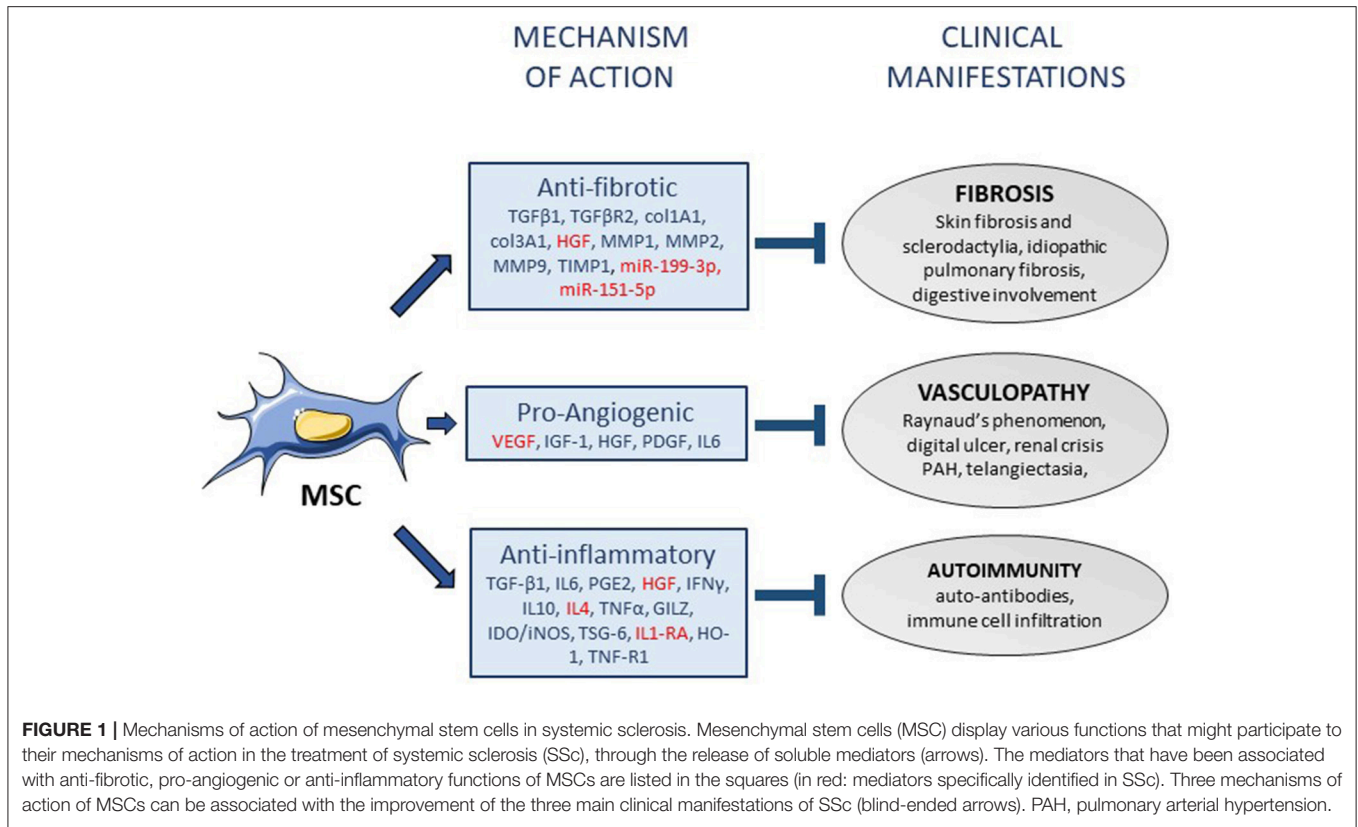 MECHANISM
OF ACTION
CLINICAL
MANIFESTATIONS
Anti-fibrotic
TGFβ1, TGFβR2, col1A1,
col3A1, HGF, MMP1, MMP2,
MMP9, TIMP1, miR-199-3p,
miR-151-5p
FIBROSIS
Skin fibrosis and
sclerodactylia, idiopathic
pulmonary fibrosis,
digestive involvement
MSC
Pro-Angiogenic
VEGF, IGF-1, HGF, PDGF, IL6
VASCULOPATHY
Raynaud's phenomenon,
digital ulcer, renal crisis
PAH, telangiectasia,
Anti-inflammatory
TGF-β1, IL6, PGE2, HGF, IFNγ,
IL10, IL4, TNFα, GILZ,
IDO/iNOS, TSG-6, IL1-RA, HO-
1, TNF-R1
AUTOIMMUNITY
auto-antibodies,
immune cell infiltration
FIGURE 1 | Mechanisms of action of mesenchymal stem cells in systemic sclerosis. Mesenchymal stem cells (MSC) display various functions that might participate to
their mechanisms of action in the treatment of systemic sclerosis (SSc), through the release of soluble mediators (arrows). The mediators that have been associated
with anti-fibrotic, pro-angiogenic or anti-inflammatory functions of MSCs are listed in the squares (in red: mediators specifically identified in SSc). Three mechanisms of
action of MSCs can be associated with the improvement of the three main clinical manifestations of SSc (blind-ended arrows). PAH, pulmonary arterial hypertension.